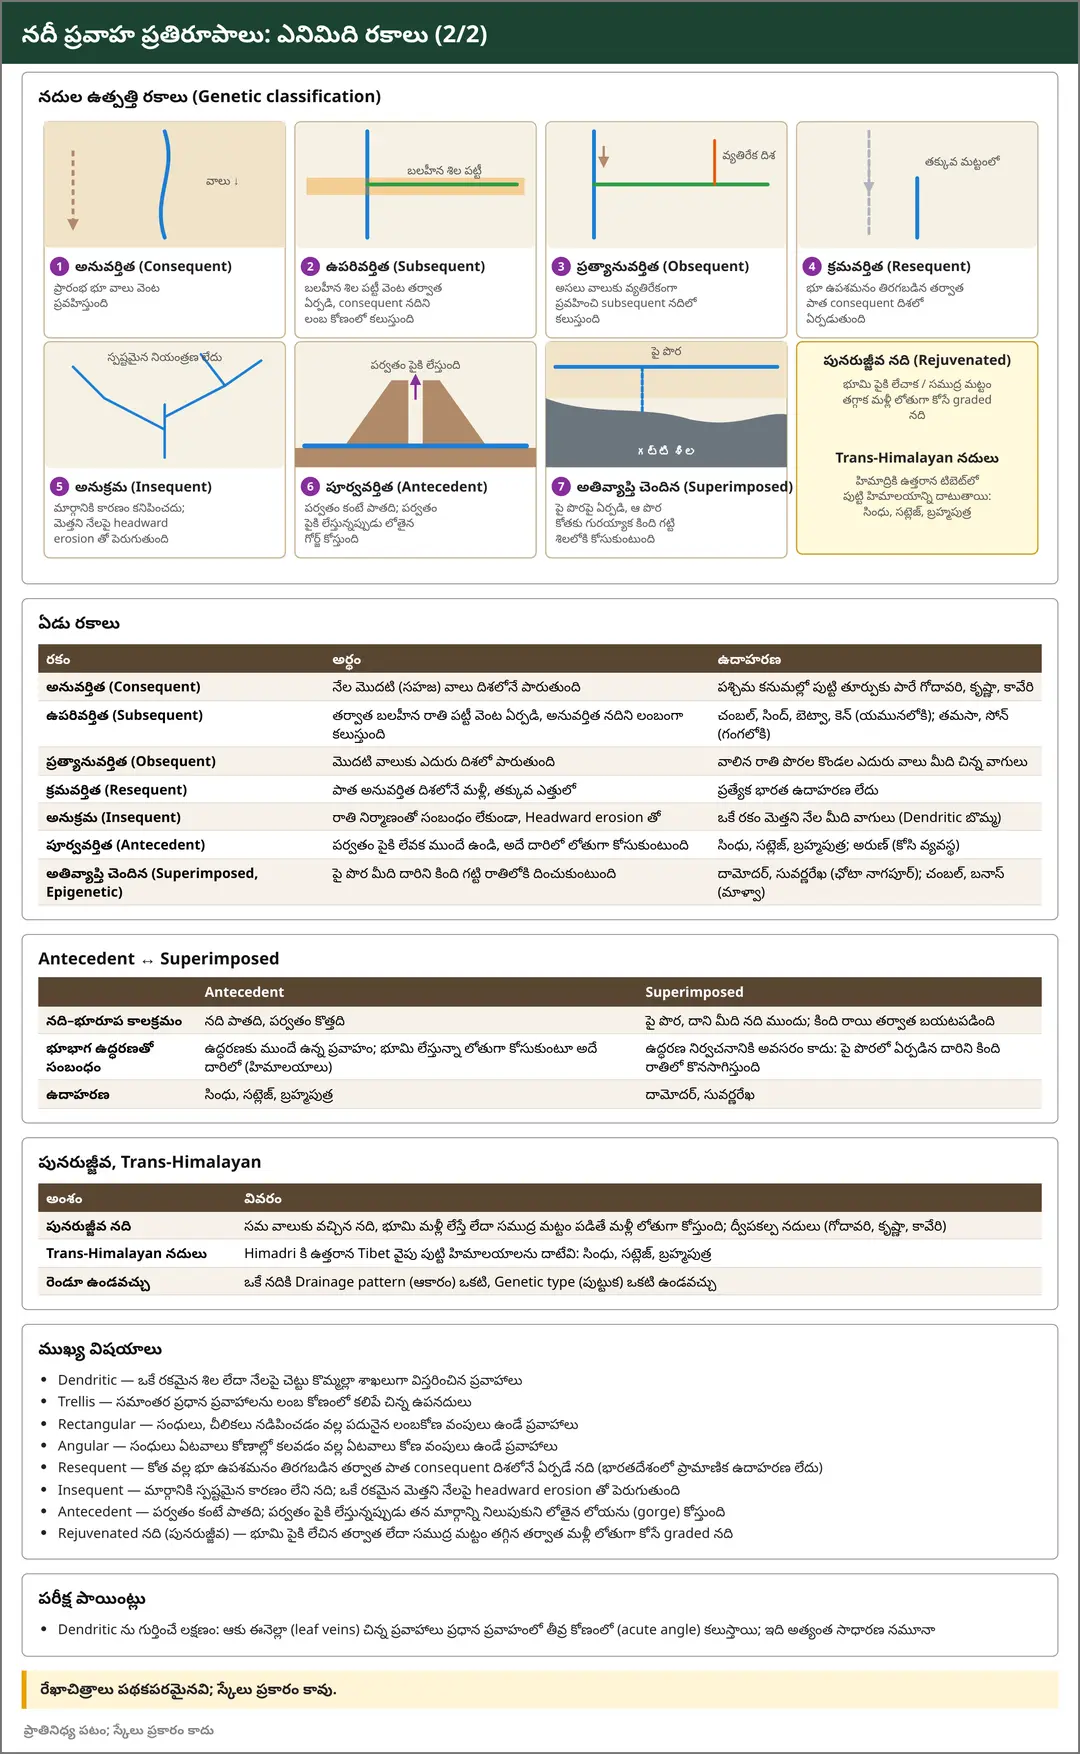 నదీ ప్రవాహ ప్రతిరూపాలు: ఎనిమిది రకాలు (2/2)
నదుల ఉత్పత్తి రకాలు (Genetic classification)
వాలు ↓
1 అనువర్తిత (Consequent)
ప్రారంభ భూ వాలు వెంట
ప్రవహిస్తుంది
బలహీన శిల పట్టీ
2 ఉపరివర్తిత (Subsequent)
బలహీన శిల పట్టీ వెంట తర్వాత
ఏర్పడి, consequent నదిని
లంబ కోణంలో కలుస్తుంది
వ్యతిరేక దిశ
3 ప్రత్యానువర్తిత (Obsequent)
అసలు వాలుకు వ్యతిరేకంగా
ప్రవహించి subsequent నదిలో
కలుస్తుంది
తక్కువ మట్టంలో
4 క్రమవర్తిత (Resequent)
భూ ఉపశమనం తిరగబడిన తర్వాత
పాత consequent దిశలో
ఏర్పడుతుంది
స్పష్టమైన నియంత్రణ లేదు
5 అనుక్రమ (Insequent)
మార్గానికి కారణం కనిపించదు;
మెత్తని నేలపై headward
erosion తో పెరుగుతుంది
పర్వతం పైకి లేస్తుంది
6 పూర్వవర్తిత (Antecedent)
పర్వతం కంటే పాతది; పర్వతం
పైకి లేస్తున్నప్పుడు లోతైన
గోర్జ్ కోస్తుంది
పై పొర
గట్టి శిల
7 అతివ్యాప్తి చెందిన (Superimposed)
పై పొరపై ఏర్పడి, ఆ పొర
కోతకు గురయ్యాక కింది గట్టి
శిలలోకి కోసుకుంటుంది
పునరుజ్జీవ నది (Rejuvenated)
భూమి పైకి లేచాక / సముద్ర మట్టం
తగ్గాక మళ్లీ లోతుగా కోసే graded
నది
Trans-Himalayan నదులు
హిమాద్రికి ఉత్తరాన టిబెట్‌లో
పుట్టి హిమాలయాన్ని దాటుతాయి:
సింధు, సట్లెజ్, బ్రహ్మపుత్ర
ఏడు రకాలు
రకం అర్థం ఉదాహరణ
అనువర్తిత (Consequent) నేల మొదటి (సహజ) వాలు దిశలోనే పారుతుంది పశ్చిమ కనుమల్లో పుట్టి తూర్పుకు పారే గోదావరి, కృష్ణా, కావేరి
ఉపరివర్తిత (Subsequent) తర్వాత బలహీన రాతి పట్టీ వెంట ఏర్పడి, అనువర్తిత నదిని లంబంగా కలుస్తుంది చంబల్, సింద్, బెట్వా, కెన్ (యమునలోకి); తమసా, సోన్ (గంగలోకి)
ప్రత్యానువర్తిత (Obsequent) మొదటి వాలుకు ఎదురు దిశలో పారుతుంది వాలిన రాతి పొరల కొండల ఎదురు వాలు మీది చిన్న వాగులు
క్రమవర్తిత (Resequent) పాత అనువర్తిత దిశలోనే మళ్లీ, తక్కువ ఎత్తులో ప్రత్యేక భారత ఉదాహరణ లేదు
అనుక్రమ (Insequent) రాతి నిర్మాణంతో సంబంధం లేకుండా, Headward erosion తో ఒకే రకం మెత్తని నేల మీది వాగులు (Dendritic బొమ్మ)
పూర్వవర్తిత (Antecedent) పర్వతం పైకి లేవక ముందే ఉండి, అదే దారిలో లోతుగా కోసుకుంటుంది సింధు, సట్లెజ్, బ్రహ్మపుత్ర; అరుణ్ (కోసి వ్యవస్థ)
అతివ్యాప్తి చెందిన (Superimposed, Epigenetic) పై పొర మీది దారిని కింది గట్టి రాతిలోకి దించుకుంటుంది దామోదర్, సువర్ణరేఖ (ఛోటా నాగపూర్); చంబల్, బనాస్ (మాళ్వా)
Antecedent ↔ Superimposed
Antecedent Superimposed
నది–భూరూప కాలక్రమం నది పాతది, పర్వతం కొత్తది పై పొర, దాని మీది నది ముందు; కింది రాయి తర్వాత బయటపడింది
భూభాగ ఉద్ధరణతో సంబంధం ఉద్ధరణకు ముందే ఉన్న ప్రవాహం; భూమి లేస్తున్నా లోతుగా కోసుకుంటూ అదే దారిలో (హిమాలయాలు) ఉద్ధరణ నిర్వచనానికి అవసరం కాదు: పై పొరలో ఏర్పడిన దారిని కింది రాతిలో కొనసాగిస్తుంది
ఉదాహరణ సింధు, సట్లెజ్, బ్రహ్మపుత్ర దామోదర్, సువర్ణరేఖ
పునరుజ్జీవ, Trans-Himalayan
అంశం వివరం
పునరుజ్జీవ నది సమ వాలుకు వచ్చిన నది, భూమి మళ్లీ లేస్తే లేదా సముద్ర మట్టం పడితే మళ్లీ లోతుగా కోస్తుంది; ద్వీపకల్ప నదులు (గోదావరి, కృష్ణా, కావేరి)
Trans-Himalayan నదులు Himadri కి ఉత్తరాన Tibet వైపు పుట్టి హిమాలయాలను దాటేవి: సింధు, సట్లెజ్, బ్రహ్మపుత్ర
రెండూ ఉండవచ్చు ఒకే నదికి Drainage pattern (ఆకారం) ఒకటి, Genetic type (పుట్టుక) ఒకటి ఉండవచ్చు
ముఖ్య విషయాలు
• Dendritic — ఒకే రకమైన శిల లేదా నేలపై చెట్టు కొమ్మల్లా శాఖలుగా విస్తరించిన ప్రవాహాలు
• Trellis — సమాంతర ప్రధాన ప్రవాహాలను లంబ కోణంలో కలిపే చిన్న ఉపనదులు
• Rectangular — సంధులు, చీలికలు నడిపించడం వల్ల పదునైన లంబకోణ వంపులు ఉండే ప్రవాహాలు
• Angular — సంధులు ఏటవాలు కోణాల్లో కలవడం వల్ల ఏటవాలు కోణ వంపులు ఉండే ప్రవాహాలు
• Resequent — కోత వల్ల భూ ఉపశమనం తిరగబడిన తర్వాత పాత consequent దిశలోనే ఏర్పడే నది (భారతదేశంలో ప్రామాణిక ఉదాహరణ లేదు)
• Insequent — మార్గానికి స్పష్టమైన కారణం లేని నది; ఒకే రకమైన మెత్తని నేలపై headward erosion తో పెరుగుతుంది
• Antecedent — పర్వతం కంటే పాతది; పర్వతం పైకి లేస్తున్నప్పుడు తన మార్గాన్ని నిలుపుకుని లోతైన లోయను (gorge) కోస్తుంది
• Rejuvenated నది (పునరుజ్జీవ) — భూమి పైకి లేచిన తర్వాత లేదా సముద్ర మట్టం తగ్గిన తర్వాత మళ్లీ లోతుగా కోసే graded నది
పరీక్ష పాయింట్లు
• Dendritic ను గుర్తించే లక్షణం: ఆకు ఈనెల్లా (leaf veins) చిన్న ప్రవాహాలు ప్రధాన ప్రవాహంలో తీవ్ర కోణంలో (acute angle) కలుస్తాయి; ఇది అత్యంత సాధారణ నమూనా
రేఖాచిత్రాలు పథకపరమైనవి; స్కేలు ప్రకారం కావు.
ప్రాతినిధ్య పటం; స్కేలు ప్రకారం కాదు